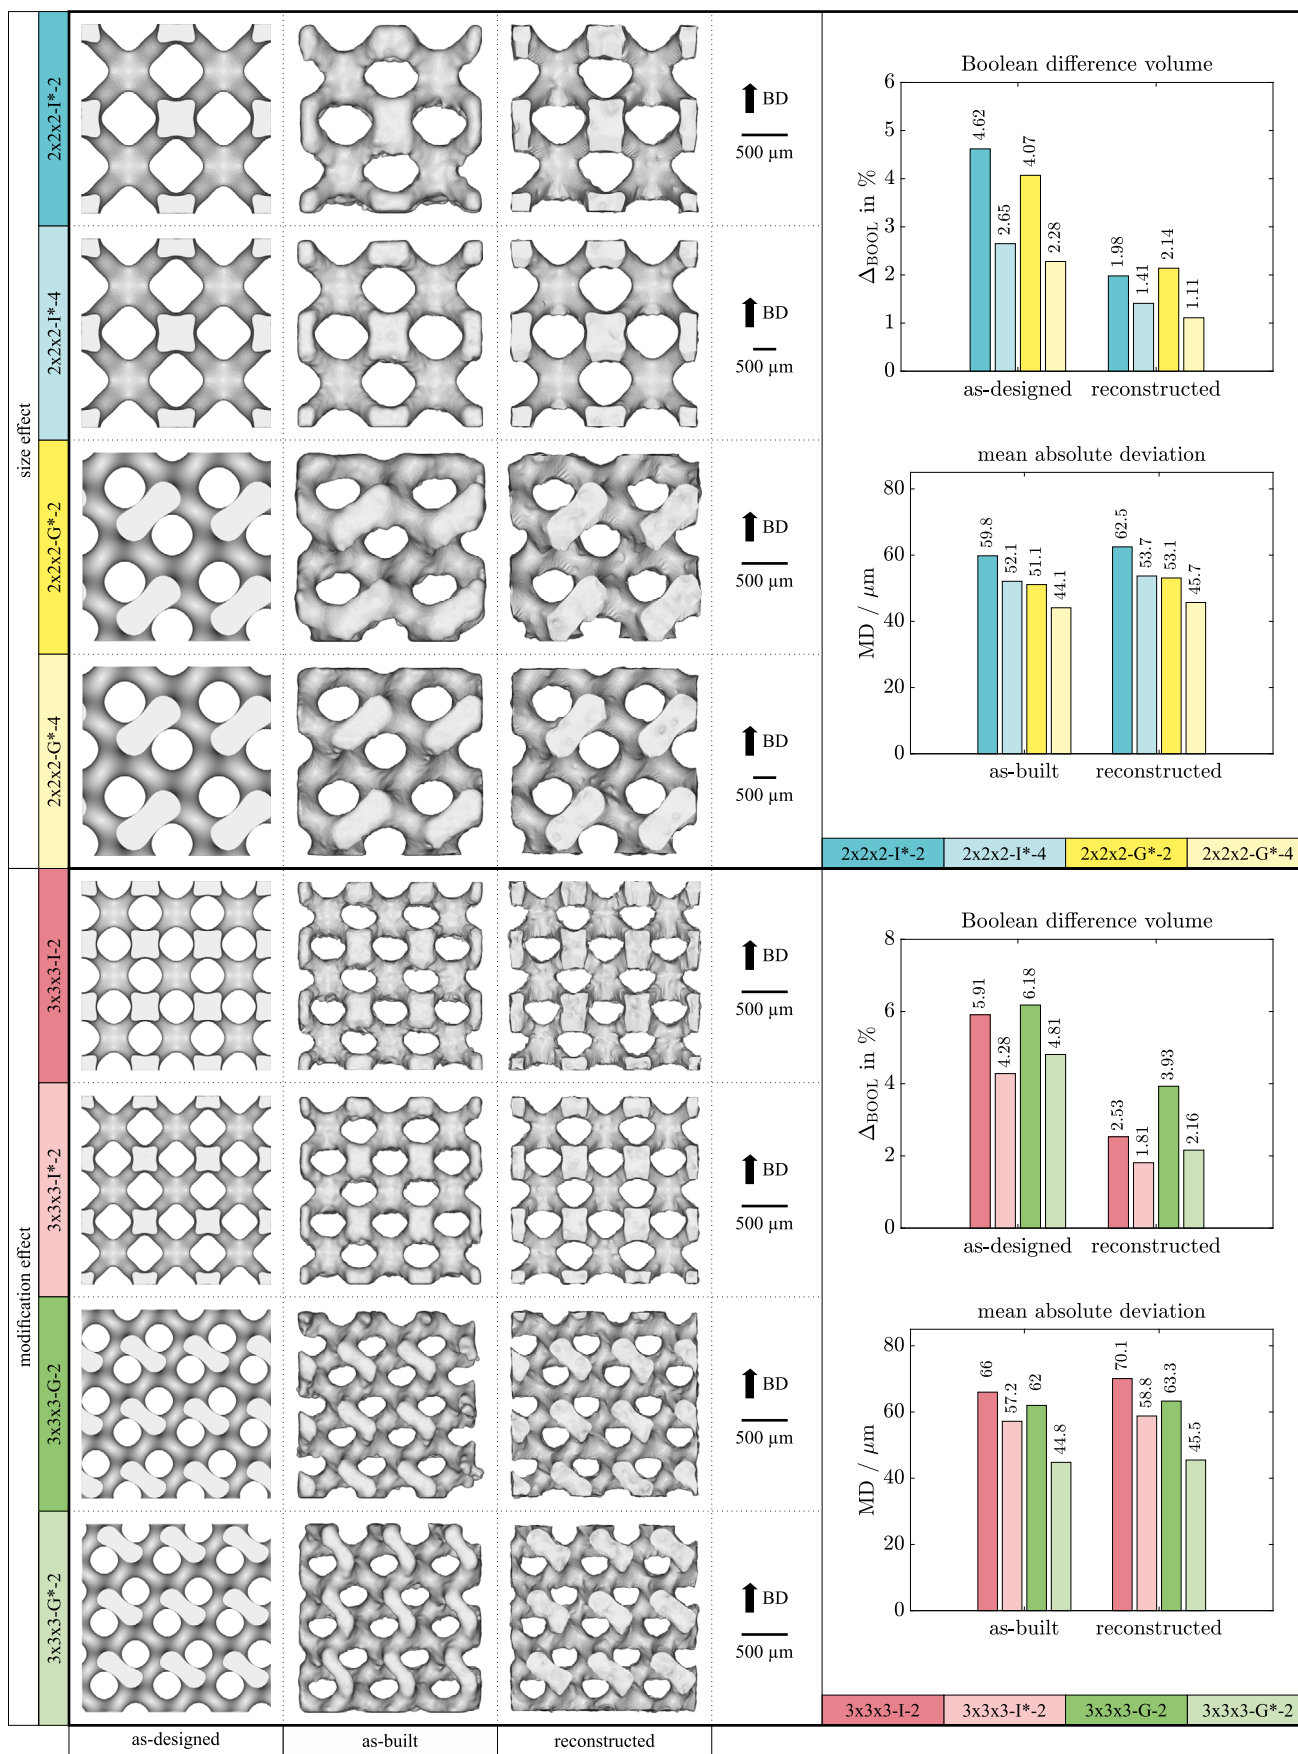 size effect
2x2x2-I*-2
BD
500 µm
2x2x2-I*-4
BD
500 µm
2x2x2-G*-2
BD
500 µm
2x2x2-G*-4
BD
500 µm
Boolean difference volume
Δ_BOOL in %
6
5
4
3
2
1
0
4.62
2.65
4.07
2.28
1.98
1.41
2.14
1.11
as-designed
reconstructed
mean absolute deviation
MD / µm
80
60
40
20
0
59.8
52.1
51.1
44.1
62.5
53.7
53.1
45.7
as-built
reconstructed
2x2x2-I*-2 2x2x2-I*-4 2x2x2-G*-2 2x2x2-G*-4
modification effect
3x3x3-I-2
BD
500 µm
3x3x3-I*-2
BD
500 µm
3x3x3-G-2
BD
500 µm
3x3x3-G*-2
BD
500 µm
Boolean difference volume
Δ_BOOL in %
8
6
4
2
0
5.91
4.28
6.18
4.81
2.53
1.81
3.93
2.16
as-designed
reconstructed
mean absolute deviation
MD / µm
80
60
40
20
0
66
57.2
62
44.8
70.1
58.8
63.3
45.5
as-built
reconstructed
3x3x3-I-2 3x3x3-I*-2 3x3x3-G-2 3x3x3-G*-2
as-designed
as-built
reconstructed